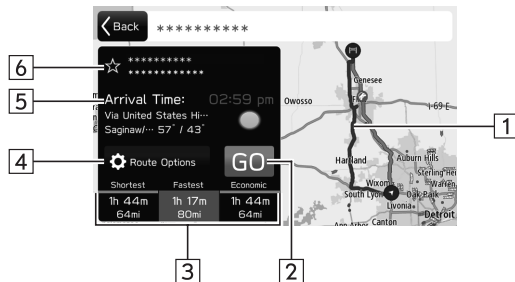 Back
**********
6
☆ **********
************
5
Arrival Time: 02:59 pm
Via United States Hi...
Saginaw/... 57° / 43°
4
Route Options
GO
Shortest
Fastest
Economic
1h 44m
64mi
1h 17m
80mi
1h 44m
64mi
3
2
1
Genesee
Owosso
I-69 E
Hartland
Auburn Hills
Sterling
Warren
Wixom
South Lyon
Oak Park
Livonia
Detroit
Canton
Ann Arbor